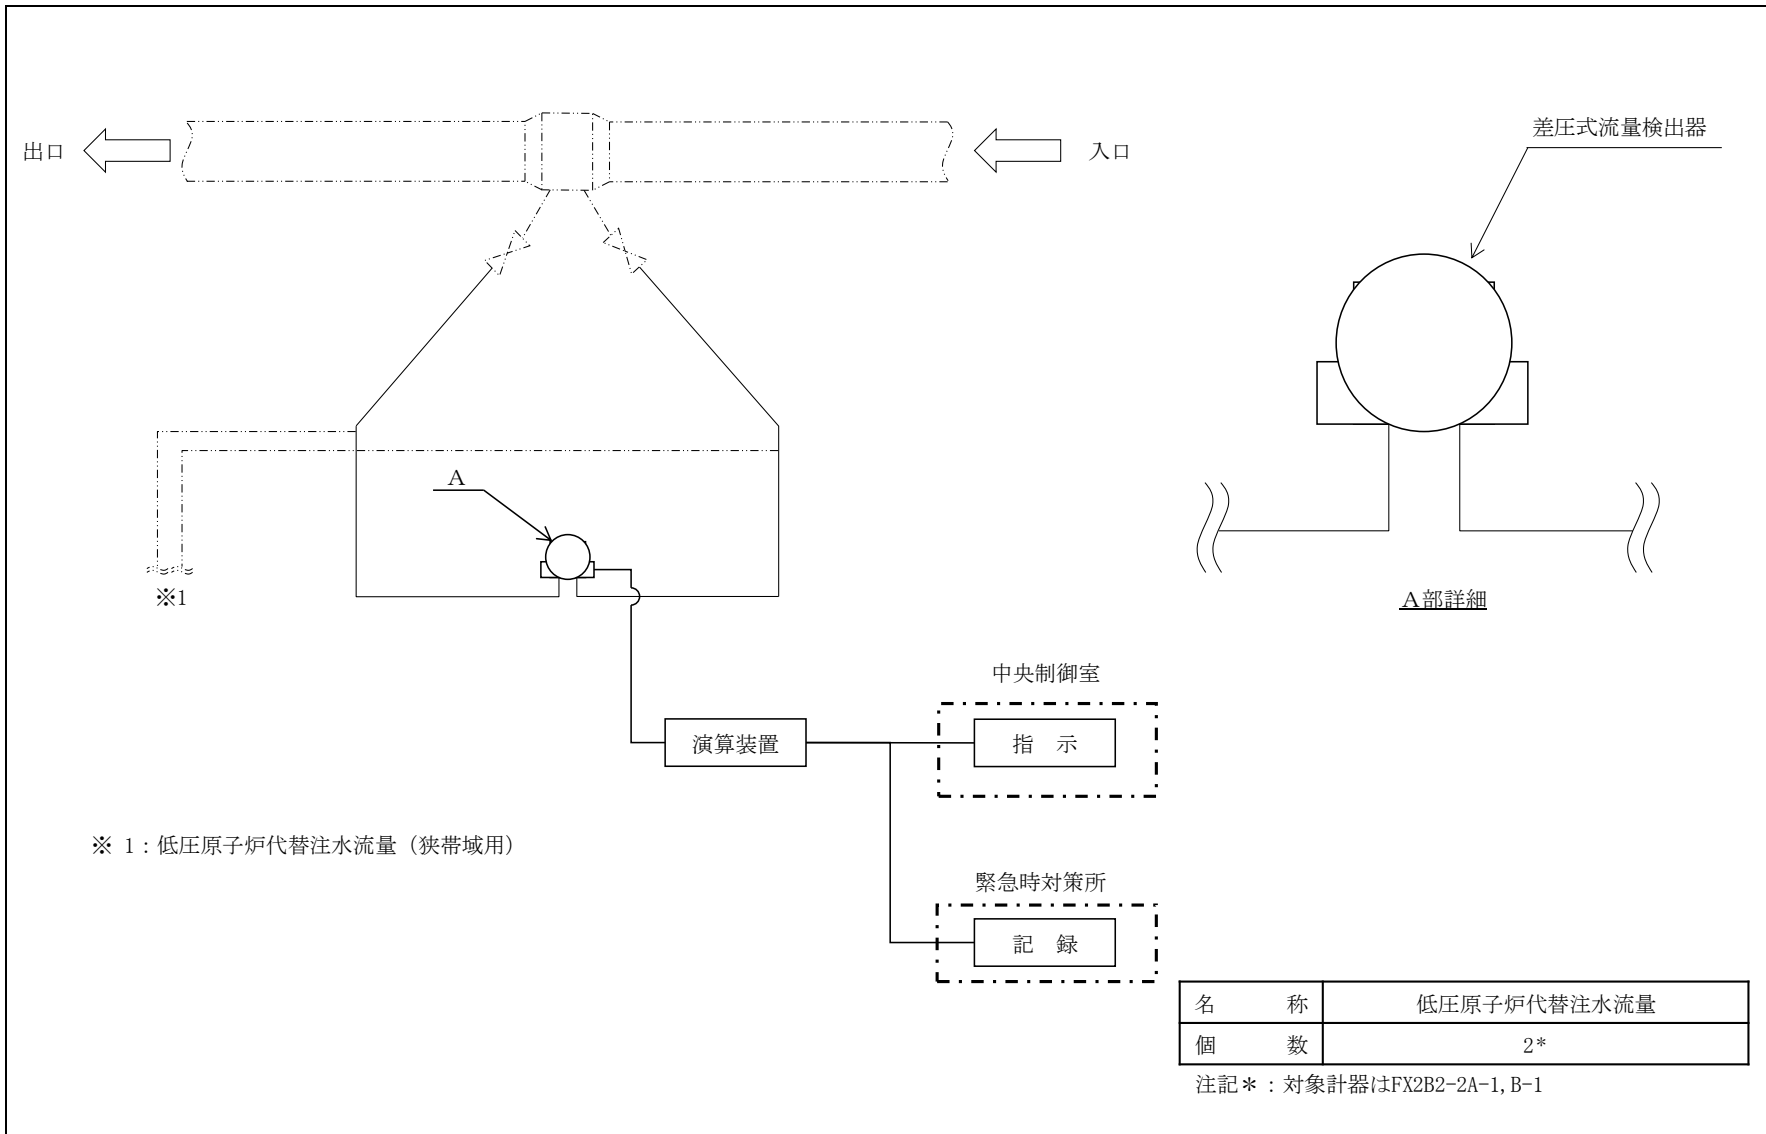 出口
入口
差圧式流量検出器
A
※1
A部詳細
中央制御室
演算装置
指 示
※ 1：低圧原子炉代替注水流量（狭帯域用）
緊急時対策所
記 録
名 称 低圧原子炉代替注水流量
個 数 2*
注記＊：対象計器はFX2B2-2A-1,B-1